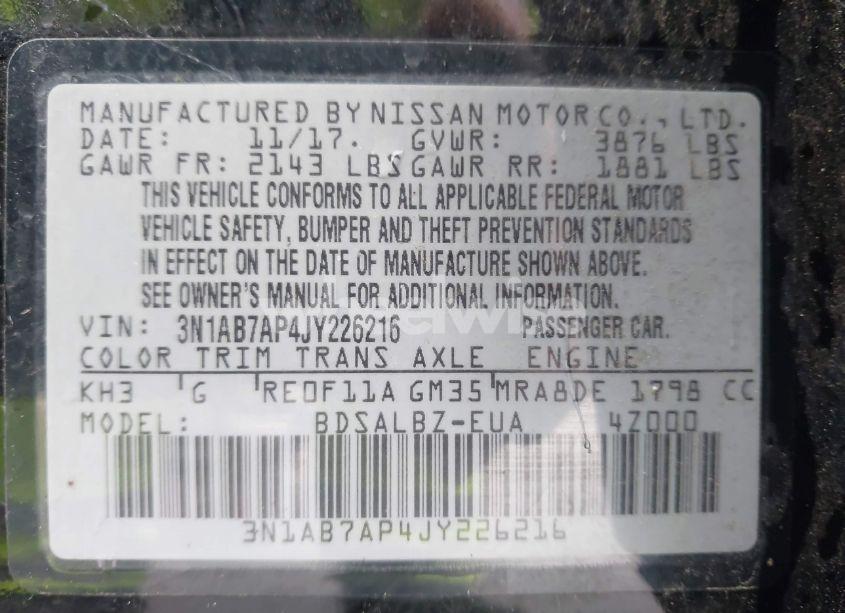 MANUFACTURED BY NISSAN MOTOR CO., LTD.
DATE: 11/17. GVWR: 3876 LBS
GAWR FR: 2143 LBS GAWR RR: 1881 LBS
THIS VEHICLE CONFORMS TO ALL APPLICABLE FEDERAL MOTOR
VEHICLE SAFETY, BUMPER AND THEFT PREVENTION STANDARDS
IN EFFECT ON THE DATE OF MANUFACTURE SHOWN ABOVE.
SEE OWNER'S MANUAL FOR ADDITIONAL INFORMATION.
VIN: 3N1AB7AP4JY226216 PASSENGER CAR.
COLOR TRIM TRANS AXLE ENGINE
KH3 G RE0F11A GM35 MRA8DE 1798 CC
MODEL: BDSALBZ-EUA 4Z000
3N1AB7AP4JY226216